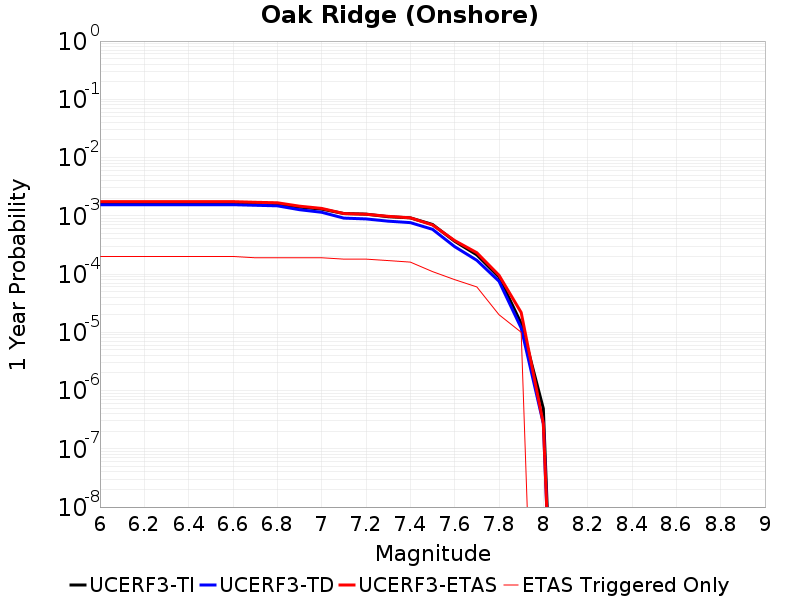 Oak Ridge (Onshore)
1 Year Probability
10^0
10^-1
10^-2
10^-3
10^-4
10^-5
10^-6
10^-7
10^-8
6 6.2 6.4 6.6 6.8 7 7.2 7.4 7.6 7.8 8 8.2 8.4 8.6 8.8 9
Magnitude
UCERF3-TI UCERF3-TD UCERF3-ETAS ETAS Triggered Only